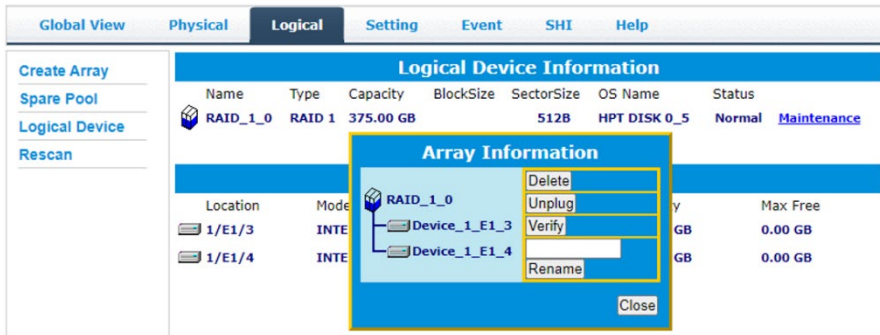 Global View Physical Logical Setting Event SHI Help
Create Array
Spare Pool
Logical Device
Rescan
Logical Device Information
Name Type Capacity BlockSize SectorSize OS Name Status
RAID_1_0 RAID 1 375.00 GB 512B HPT DISK 0_5 Normal Maintenance
Array Information
RAID_1_0
Device_1_E1_3
Device_1_E1_4
Delete
Unplug
Verify
Rename
Close
Location Max Free
1/E1/3 GB 0.00 GB
1/E1/4 GB 0.00 GB